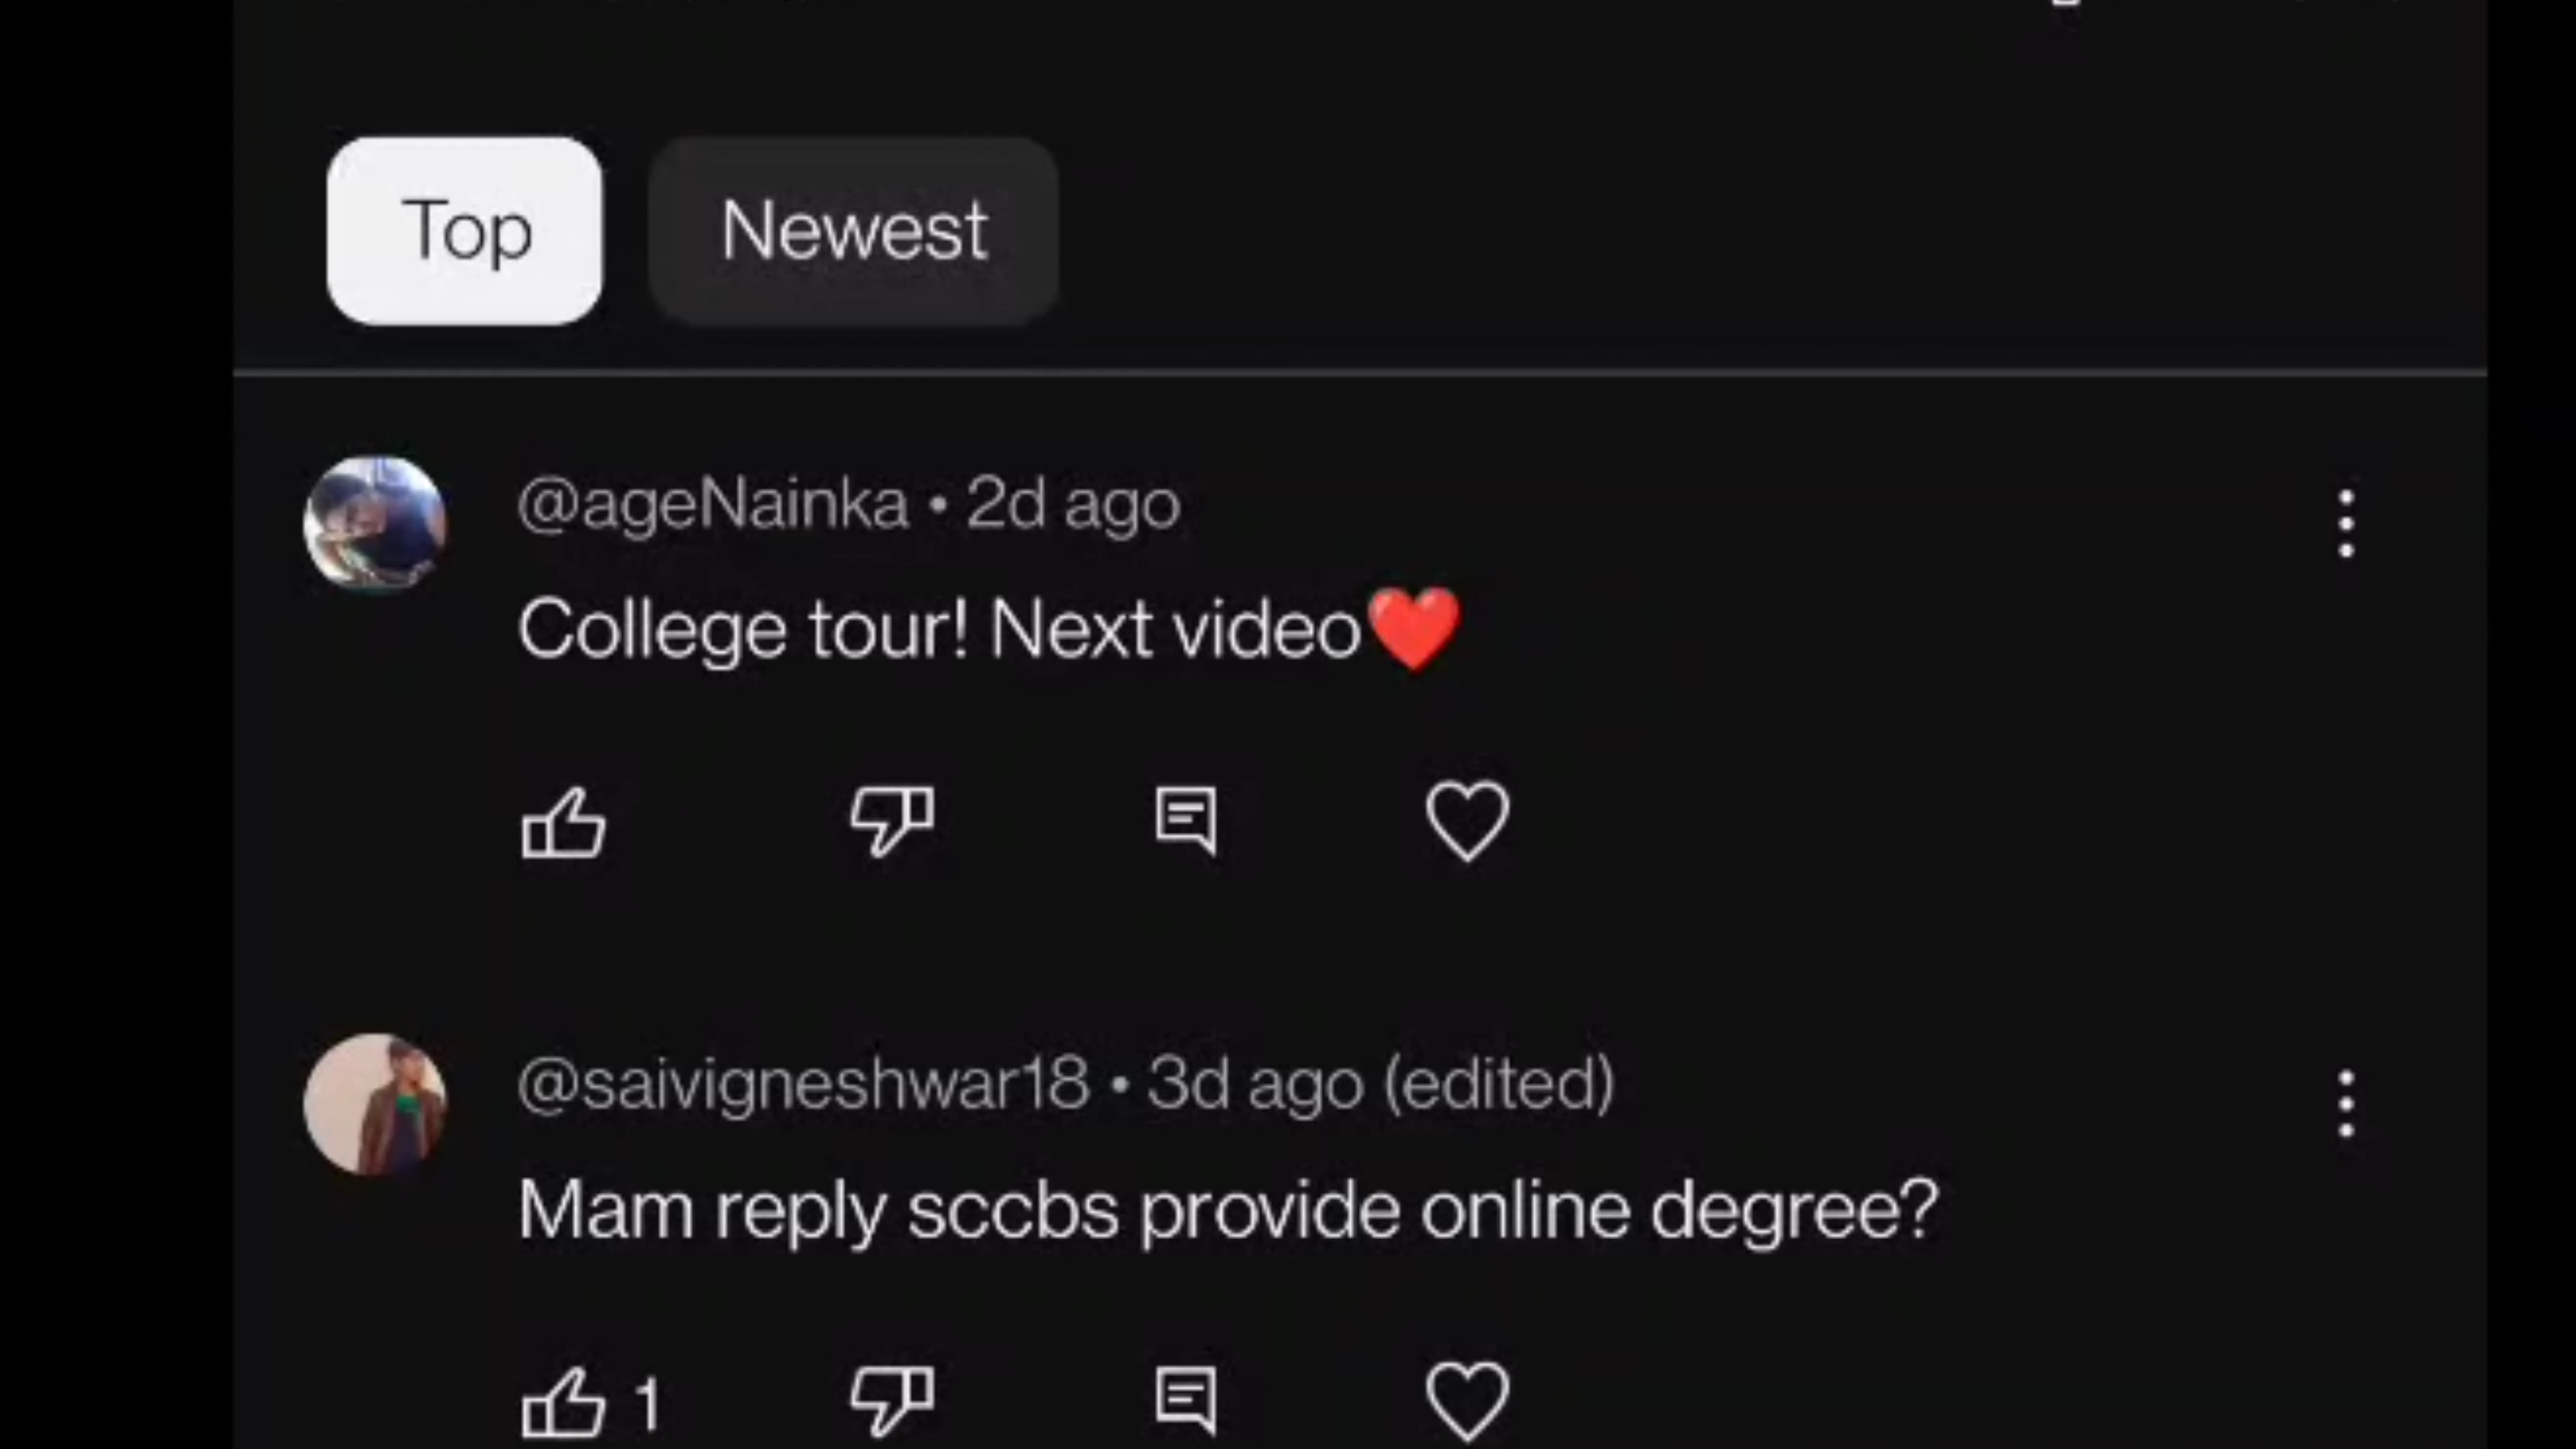 Top
Newest
@ageNainka • 2d ago
College tour! Next video❤️
@saivigneshwar18 • 3d ago (edited)
Mam reply sccbs provide online degree?
1